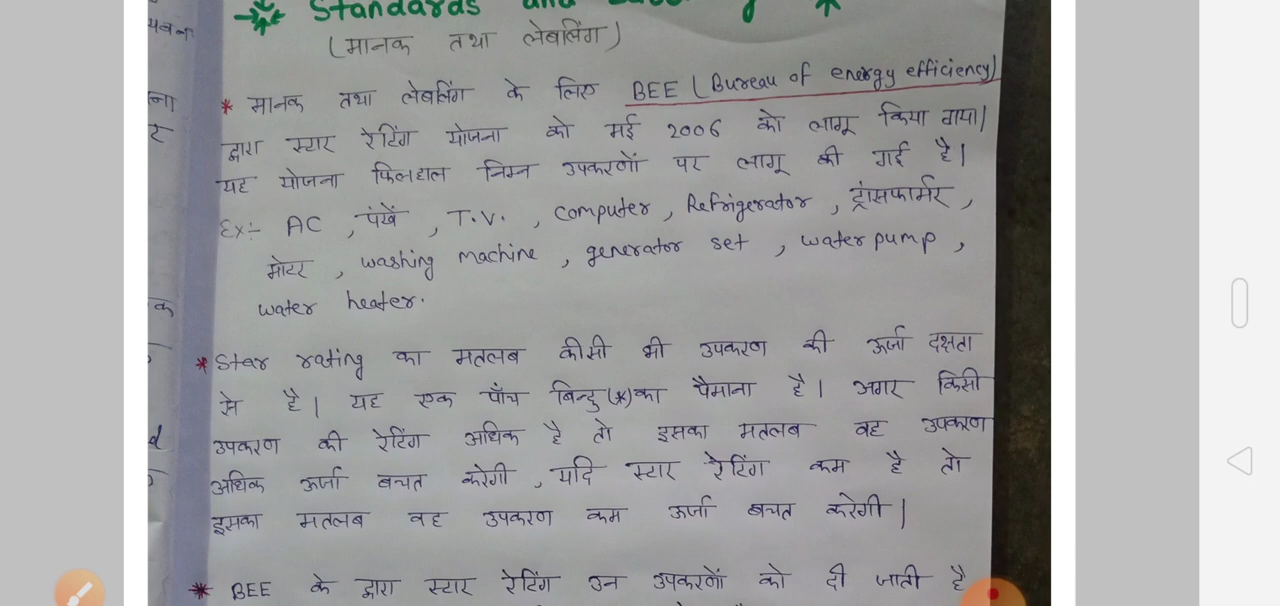 Standards and
(मानक तथा लेबलिंग)
* मानक तथा लेबलिंग के लिए BEE (Bureau of energy efficiency)
द्वारा स्टार रेटिंग योजना को मई 2006 को लागू किया गया।
यह योजना फिलहाल निम्न उपकरणों पर लागू की गई है।
Ex:- AC , पंखें , T.V. , Computer , Refrigerator , ट्रांसफार्मर ,
मोटर , washing machine , generator set , water pump ,
water heater.
* Star rating का मतलब कीसी भी उपकरण की ऊर्जा दक्षता
से है। यह एक पाँच बिन्दु (*) का पैमाना है। अगर किसी
उपकरण की रेटिंग अधिक है तो इसका मतलब वह उपकरण
अधिक ऊर्जा बचत करेगी , यदि स्टार रेटिंग कम है तो
इसका मतलब वह उपकरण कम ऊर्जा बचत करेगी।
* BEE के द्वारा स्टार रेटिंग उन उपकरणों को दी जाती है